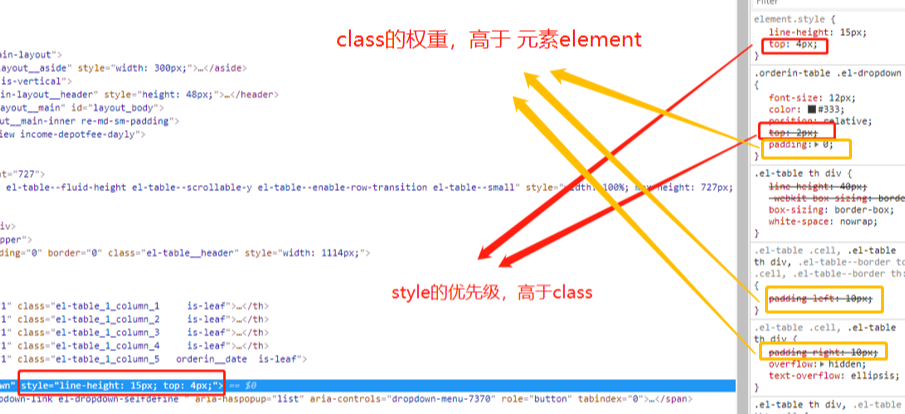 Filter
class的权重，高于 元素element
element.style {
line-height: 15px;
top: 4px;
}
ain-layout">
layout__aside" style="width: 300px;">…</aside>
is-vertical">
in-layout__header" style="height: 48px;">…</header>
layout__main" id="layout_body">
out__main-inner re-md-sm-padding">
view income-depotfee-dayly">
.orderin-table .el-dropdown
{
font-size: 12px;
color: #333;
position: relative;
top: 2px;
padding: 0;
}
nt="727">
el-table--fluid-height el-table--scrollable-y el-table--enable-row-transition el-table--small" style="width: 100%; max-height: 727px;
.el-table th div {
line-height: 40px;
-webkit-box-sizing: borde
box-sizing: border-box;
white-space: nowrap;
}
iv>
pper">
ding="0" border="0" class="el-table__header" style="width: 1114px;">
.el-table .cell, .el-table
th div, .el-table--border to
.cell, .el-table--border th:
{
padding-left: 10px;
}
style的优先级，高于class
1" class="el-table_1_column_1 is-leaf">…</th>
1" class="el-table_1_column_2 is-leaf">…</th>
1" class="el-table_1_column_3 is-leaf">…</th>
1" class="el-table_1_column_4 is-leaf">…</th>
1" class="el-table_1_column_5 orderin__date is-leaf">
.el-table .cell, .el-table
th div {
padding-right: 10px;
overflow: hidden;
text-overflow: ellipsis;
}
own" style="line-height: 15px; top: 4px;"> == $0
pdown-link el-dropdown-selfdefine " aria-haspopup="list" aria-controls="dropdown-menu-7370" role="button" tabindex="0">…</span>
.el-table th div, .el-table